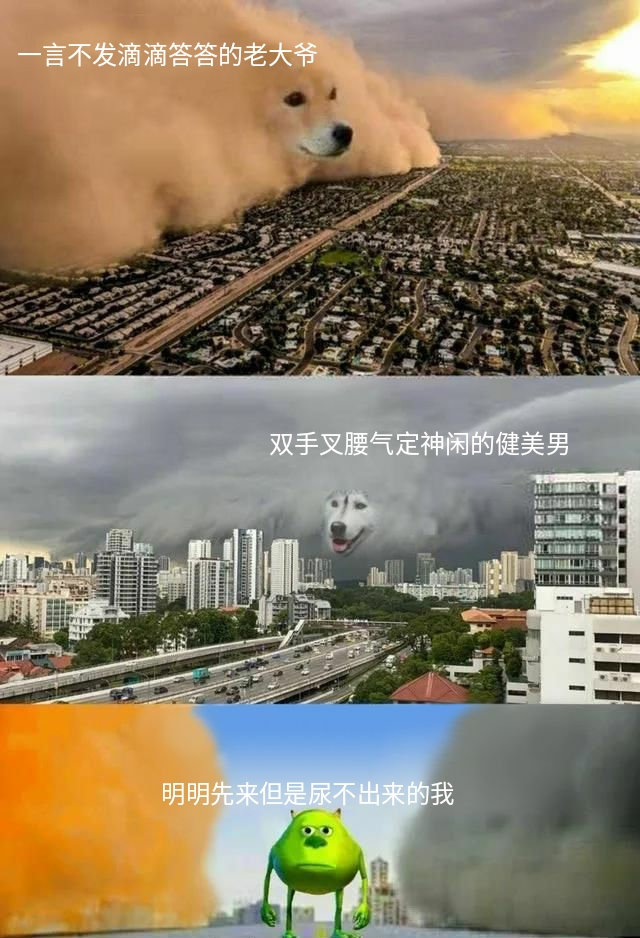 一言不发滴滴答答的老大爷
双手叉腰气定神闲的健美男
明明先来但是尿不出来的我